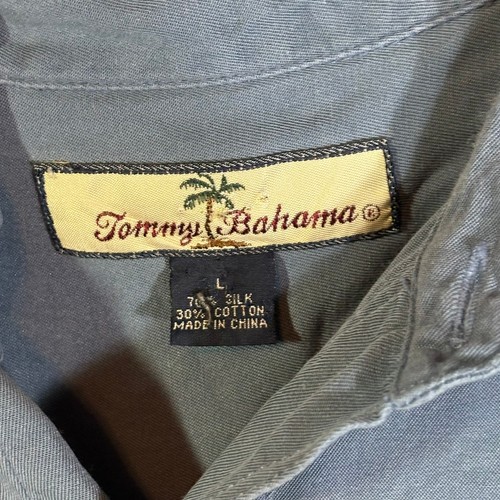 Tommy Bahama®
L
70% SILK
30% COTTON
MADE IN CHINA